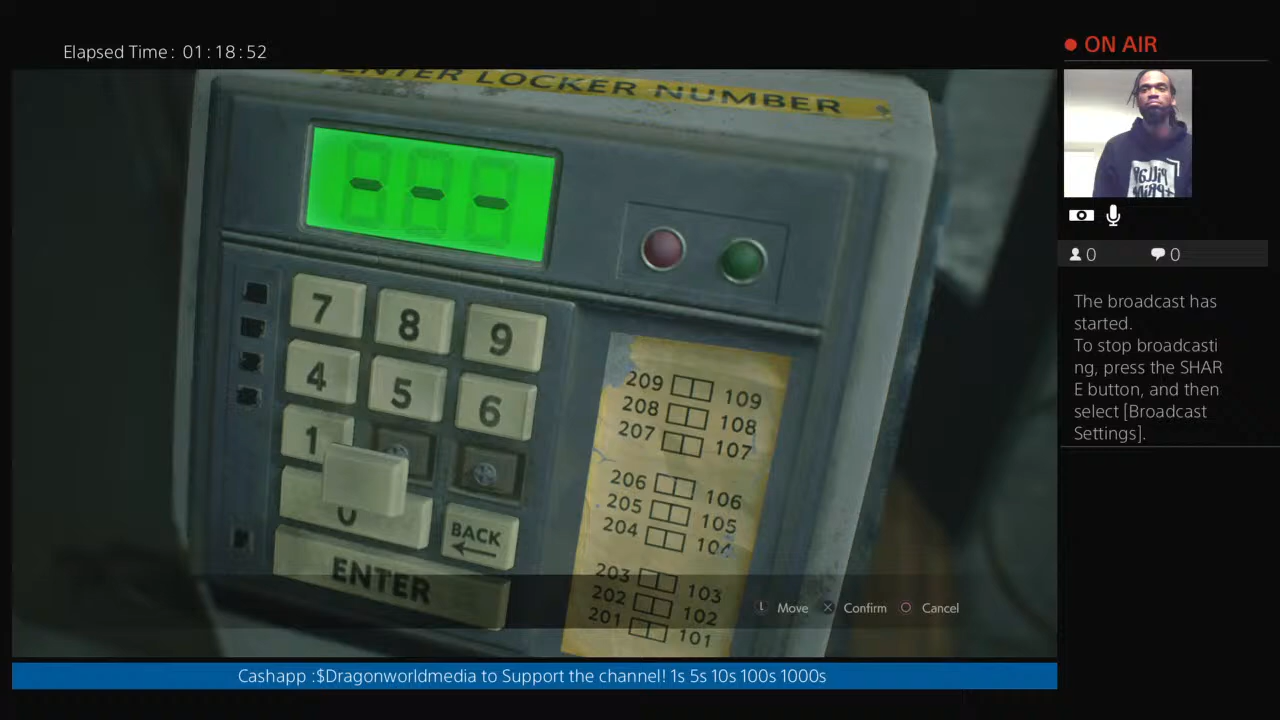 Elapsed Time: 01:18:52
ON AIR
ENTER LOCKER NUMBER
0
0
7 8 9
4 5 6
1
0
BACK
ENTER
209 109
208 108
207 107
206 106
205 105
204 104
203 103
202 102
201 101
The broadcast has
started.
To stop broadcasti
ng, press the SHAR
E button, and then
select [Broadcast
Settings].
Move Confirm Cancel
Cashapp :$Dragonworldmedia to Support the channel! 1s 5s 10s 100s 1000s